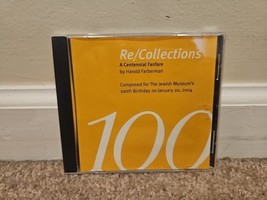 Re/Collections
A Centennial Fanfare
by Harold Farberman
Composed for The Jewish Museum's
100th Birthday on January 20, 2004
100